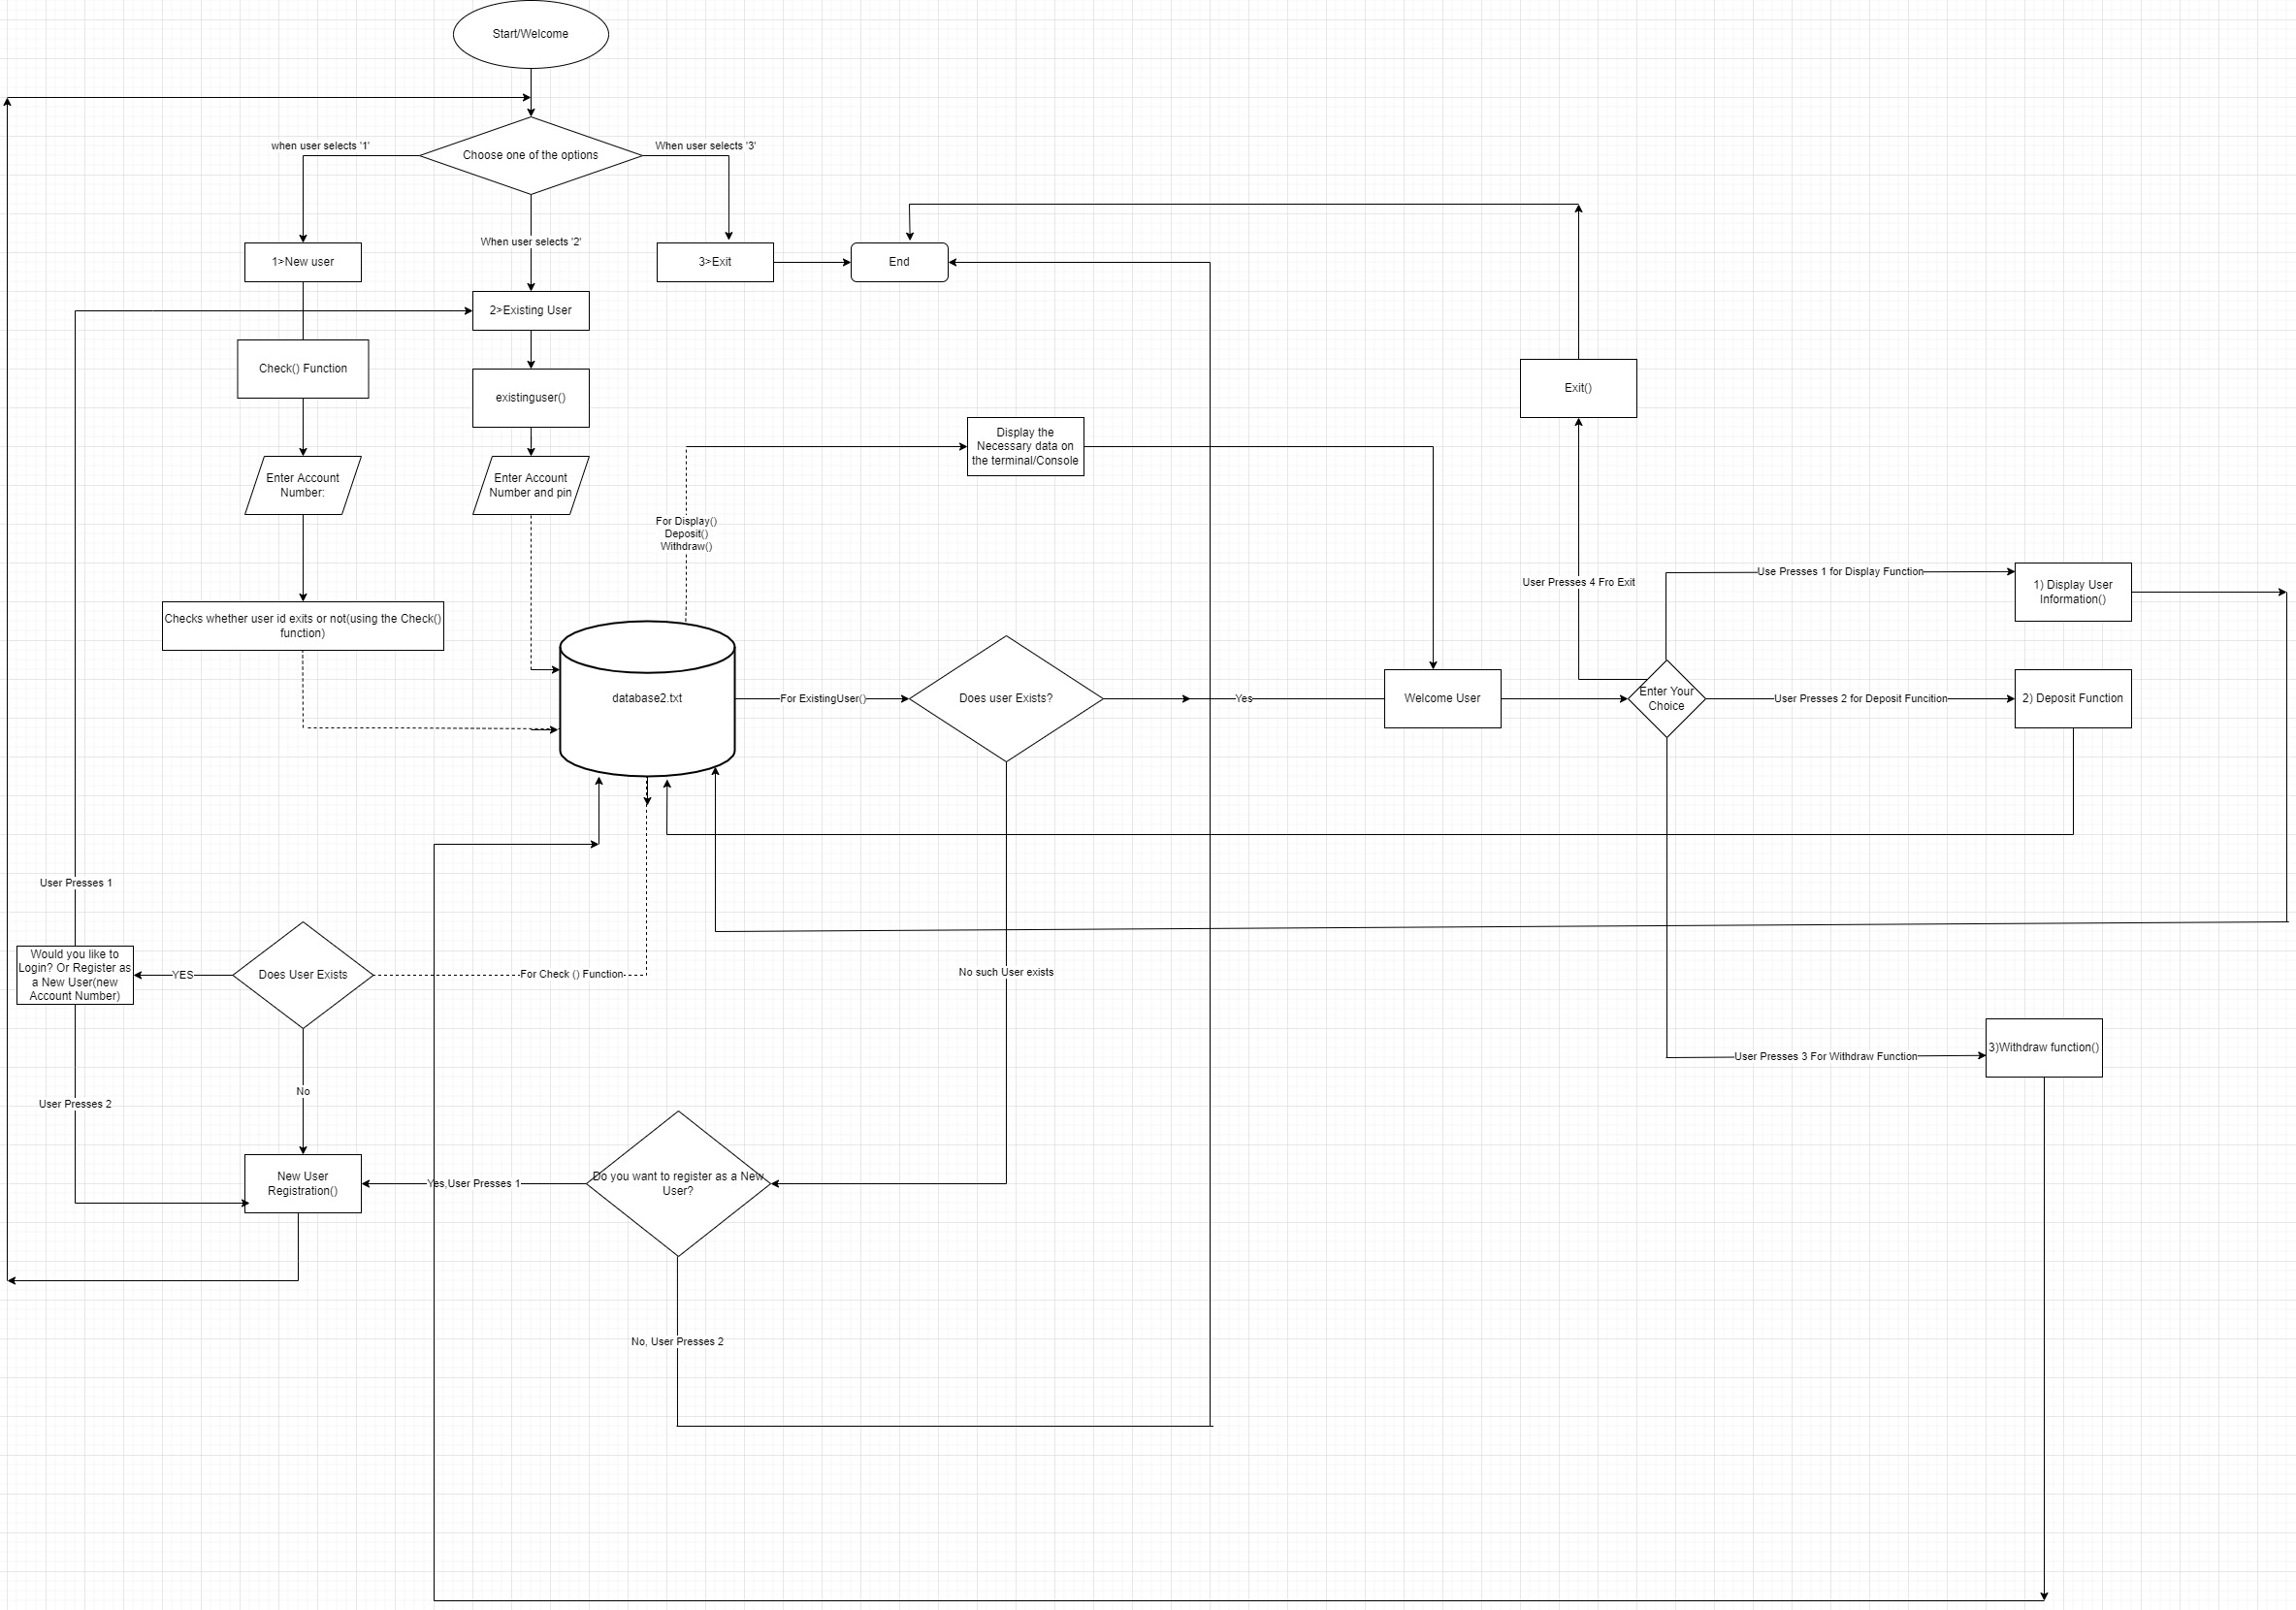 Start/Welcome
when user selects '1'
When user selects '3'
Choose one of the options
When user selects '2'
1>New user
3>Exit
End
2>Existing User
Check() Function
existinguser()
Exit()
Display the
Necessary data on
the terminal/Console
Enter Account
Number:
Enter Account
Number and pin
For Display()
Deposit()
Withdraw()
User Presses 4 Fro Exit
Use Presses 1 for Display Function
1) Display User
Information()
Checks whether user id exits or not(using the Check()
function)
database2.txt
For ExistingUser()
Does user Exists?
Yes
Welcome User
Enter Your
Choice
User Presses 2 for Deposit Funcition
2) Deposit Function
User Presses 1
Would you like to
Login? Or Register as
a New User(new
Account Number)
YES
Does User Exists
For Check () Function
No such User exists
User Presses 3 For Withdraw Function
3)Withdraw function()
No
User Presses 2
New User
Registration()
Yes,User Presses 1
Do you want to register as a New
User?
No, User Presses 2